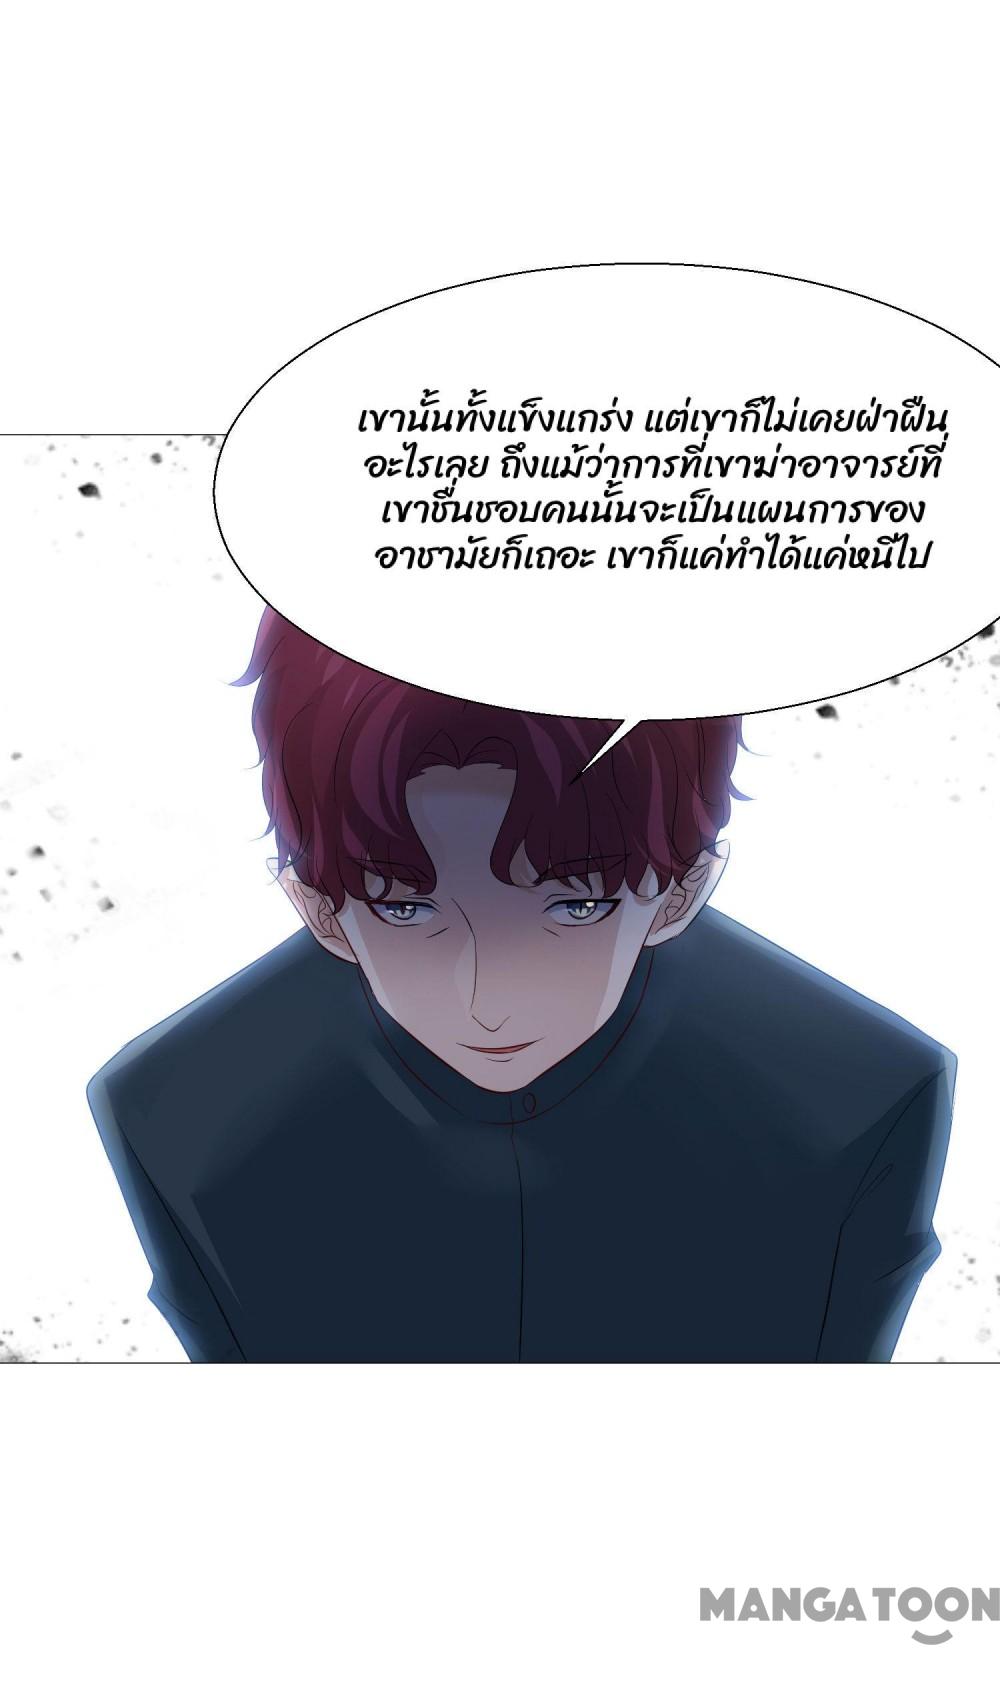 เขานั้นทั้งแข็งแกร่ง แต่เขาก็ไม่เคยฝ่าฝืน
อะไรเลย ถึงแม้ว่าการที่เขาฆ่าอาจารย์ที่
เขาชื่นชอบคนนั้นจะเป็นแผนการของ
อาชามัยก็เถอะ เขาก็แค่ทำได้แค่หนีไป
MANGATOON